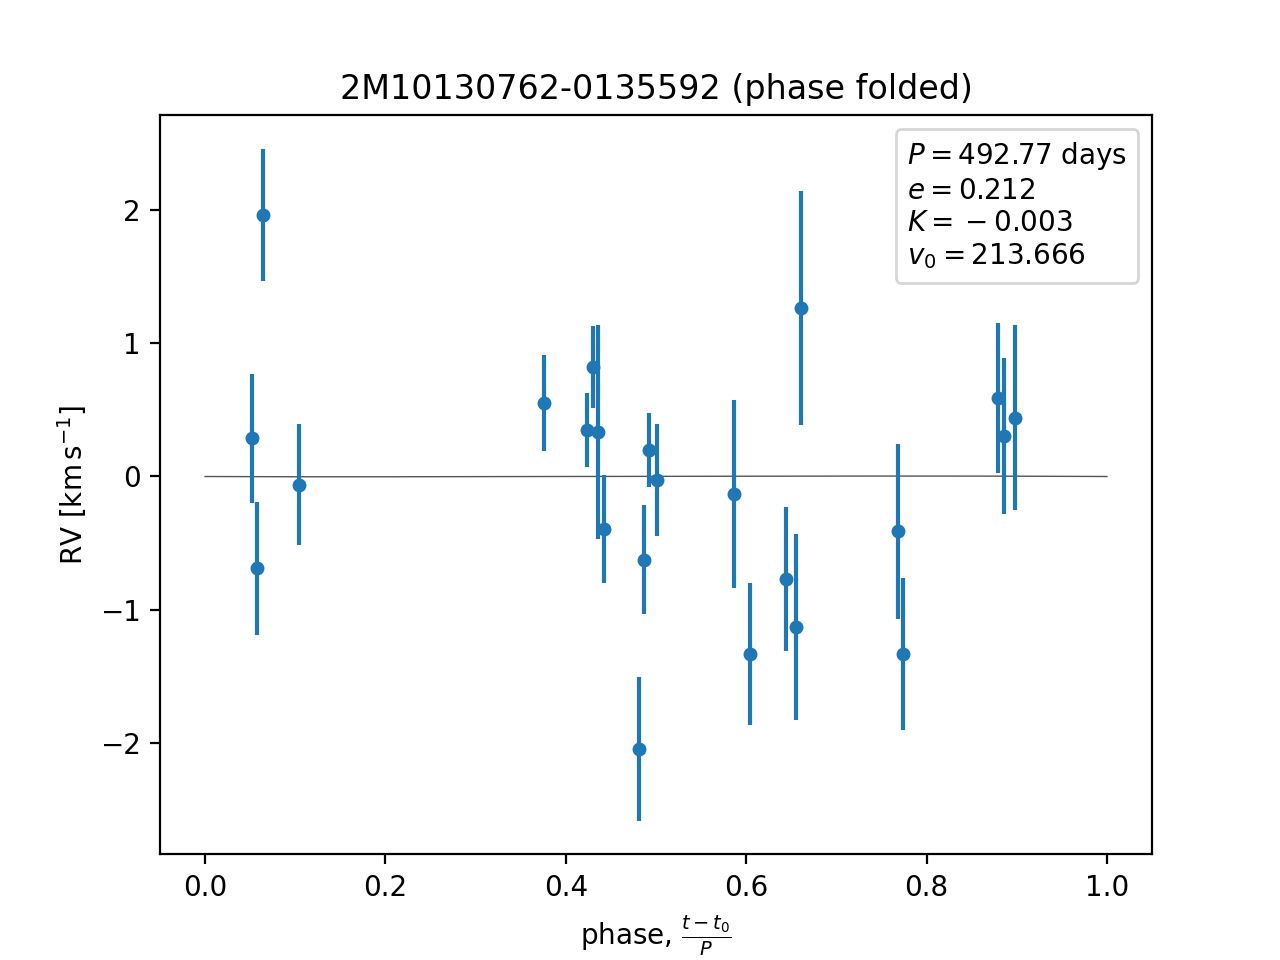 2M10130762-0135592 (phase folded)
P = 492.77 days
e = 0.212
K = −0.003
v₀ = 213.666
RV [km s⁻¹]
2
1
0
−1
−2
0.0 0.2 0.4 0.6 0.8 1.0
phase, (t − t₀)/P